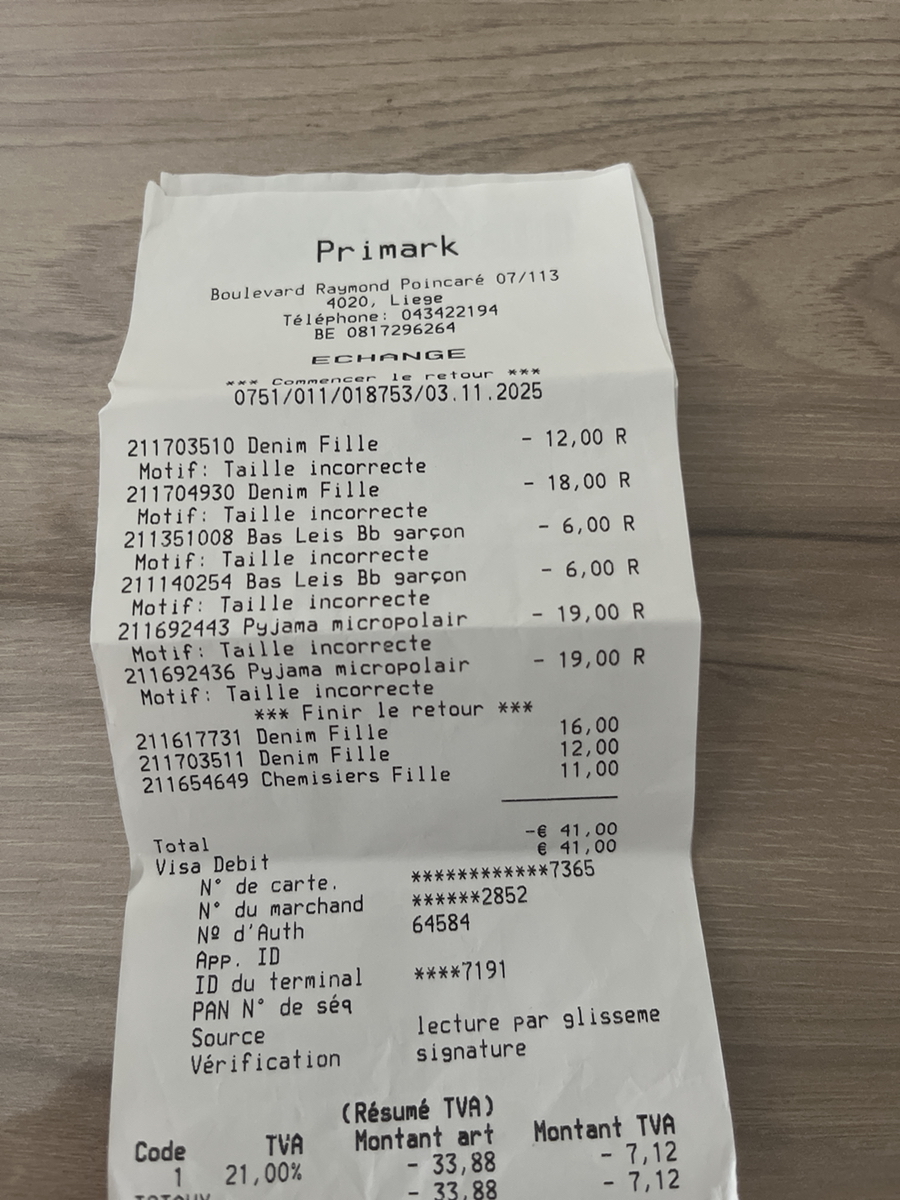 Primark
Boulevard Raymond Poincaré 07/113
4020, Liege
Téléphone: 043422194
BE 0817296264
ECHANGE
*** Commencer le retour ***
0751/011/018753/03.11.2025
211703510 Denim Fille - 12,00 R
Motif: Taille incorrecte
211704930 Denim Fille - 18,00 R
Motif: Taille incorrecte
211351008 Bas Leis Bb garçon - 6,00 R
Motif: Taille incorrecte
211140254 Bas Leis Bb garçon - 6,00 R
Motif: Taille incorrecte
211692443 Pyjama micropolair - 19,00 R
Motif: Taille incorrecte
211692436 Pyjama micropolair - 19,00 R
Motif: Taille incorrecte
*** Finir le retour ***
211617731 Denim Fille 16,00
211703511 Denim Fille 12,00
211654649 Chemisiers Fille 11,00
Total -€ 41,00
Visa Debit € 41,00
N° de carte. ************7365
N° du marchand ******2852
Nº d'Auth 64584
App. ID
ID du terminal ****7191
PAN N° de séq
Source lecture par glisseme
Vérification signature
(Résumé TVA)
Code TVA Montant art Montant TVA
1 21,00% - 33,88 - 7,12
TOTAUX - 33,88 - 7,12